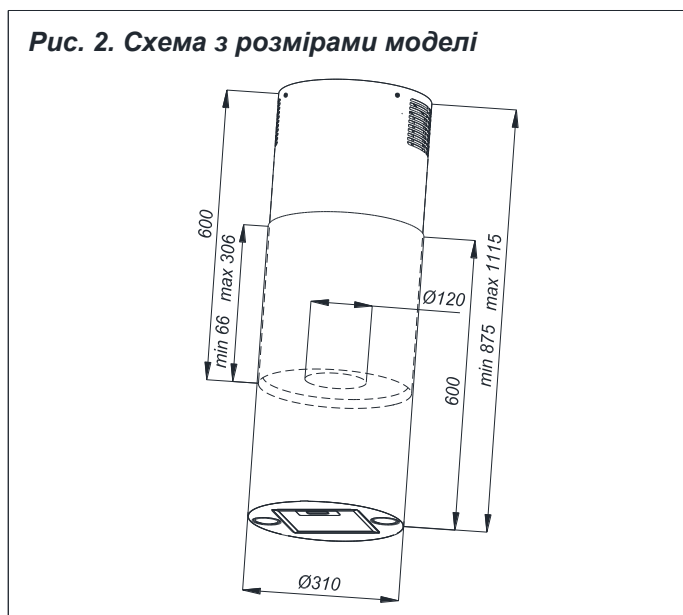 Рис. 2. Схема з розмірами моделі
600
min 66 max 306
Ø120
600
min 875 max 1115
Ø310